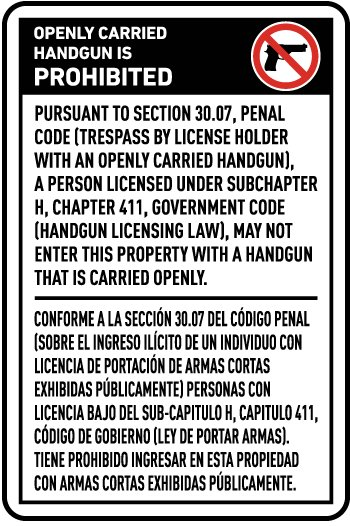 OPENLY CARRIED
HANDGUN IS
PROHIBITED
PURSUANT TO SECTION 30.07, PENAL
CODE (TRESPASS BY LICENSE HOLDER
WITH AN OPENLY CARRIED HANDGUN),
A PERSON LICENSED UNDER SUBCHAPTER
H, CHAPTER 411, GOVERNMENT CODE
(HANDGUN LICENSING LAW), MAY NOT
ENTER THIS PROPERTY WITH A HANDGUN
THAT IS CARRIED OPENLY.
CONFORME A LA SECCIÓN 30.07 DEL CÓDIGO PENAL
(SOBRE EL INGRESO ILÍCITO DE UN INDIVIDUO CON
LICENCIA DE PORTACIÓN DE ARMAS CORTAS
EXHIBIDAS PÚBLICAMENTE) PERSONAS CON
LICENCIA BAJO DEL SUB-CAPITULO H, CAPITULO 411,
CÓDIGO DE GOBIERNO (LEY DE PORTAR ARMAS).
TIENE PROHIBIDO INGRESAR EN ESTA PROPIEDAD
CON ARMAS CORTAS EXHIBIDAS PÚBLICAMENTE.